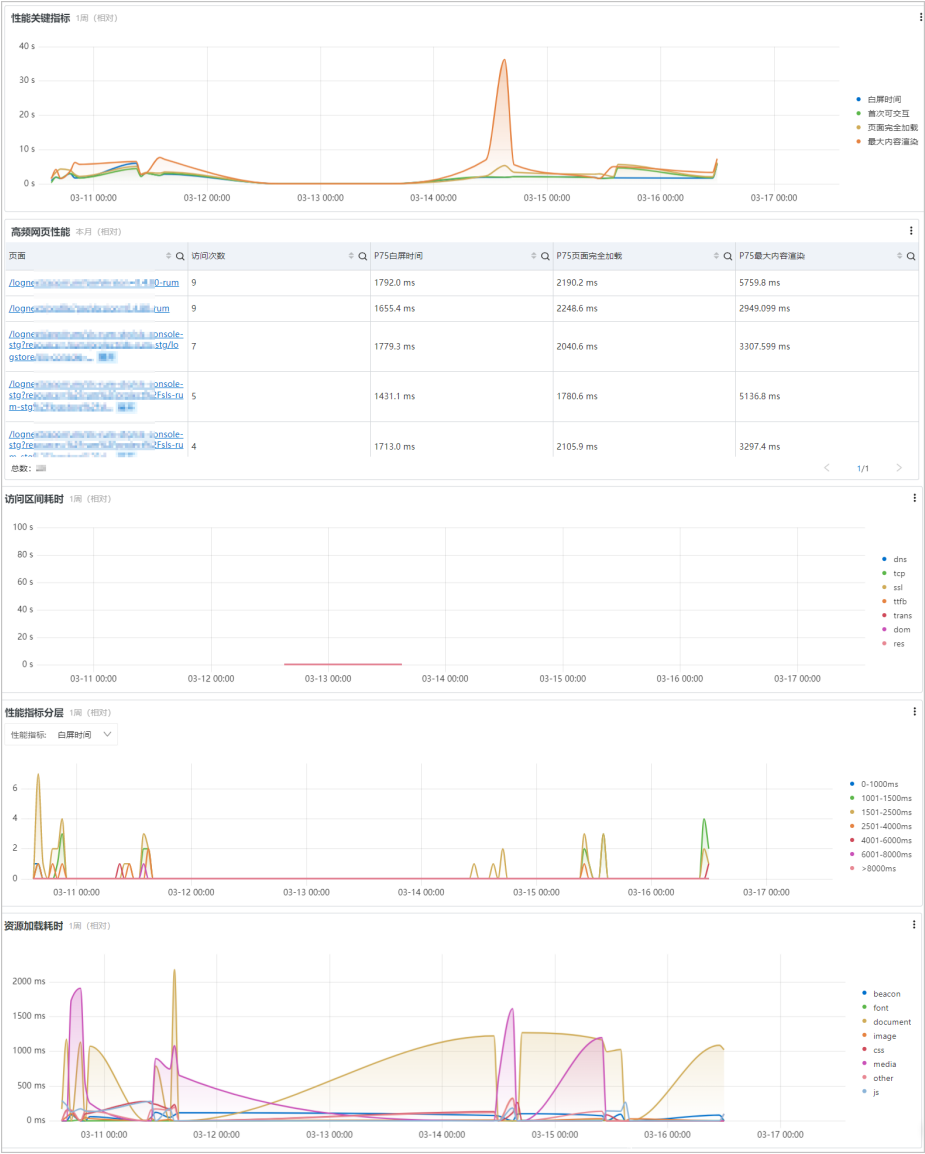 性能关键指标 1周（相对）
40 s
30 s
20 s
10 s
0 s
03-11 00:00 03-12 00:00 03-13 00:00 03-14 00:00 03-15 00:00 03-16 00:00 03-17 00:00
白屏时间
首次可交互
页面完全加载
最大内容渲染
高频网页性能 本月（相对）
页面 访问次数 P75白屏时间 P75页面完全加载 P75最大内容渲染
9 1792.0 ms 2190.2 ms 5759.8 ms
9 1655.4 ms 2248.6 ms 2949.099 ms
7 1779.3 ms 2040.6 ms 3307.599 ms
5 1431.1 ms 1780.6 ms 5136.8 ms
4 1713.0 ms 2105.9 ms 3297.4 ms
总数:
1/1
访问区间耗时 1周（相对）
100 s
80 s
60 s
40 s
20 s
0 s
03-11 00:00 03-12 00:00 03-13 00:00 03-14 00:00 03-15 00:00 03-16 00:00 03-17 00:00
dns
tcp
ssl
ttfb
trans
dom
res
性能指标分层 1周（相对）
性能指标: 白屏时间
6
4
2
0
03-11 00:00 03-12 00:00 03-13 00:00 03-14 00:00 03-15 00:00 03-16 00:00 03-17 00:00
0-1000ms
1001-1500ms
1501-2500ms
2501-4000ms
4001-6000ms
6001-8000ms
>8000ms
资源加载耗时 1周（相对）
2000 ms
1500 ms
1000 ms
500 ms
0 ms
03-11 00:00 03-12 00:00 03-13 00:00 03-14 00:00 03-15 00:00 03-16 00:00 03-17 00:00
beacon
font
document
image
css
media
other
js